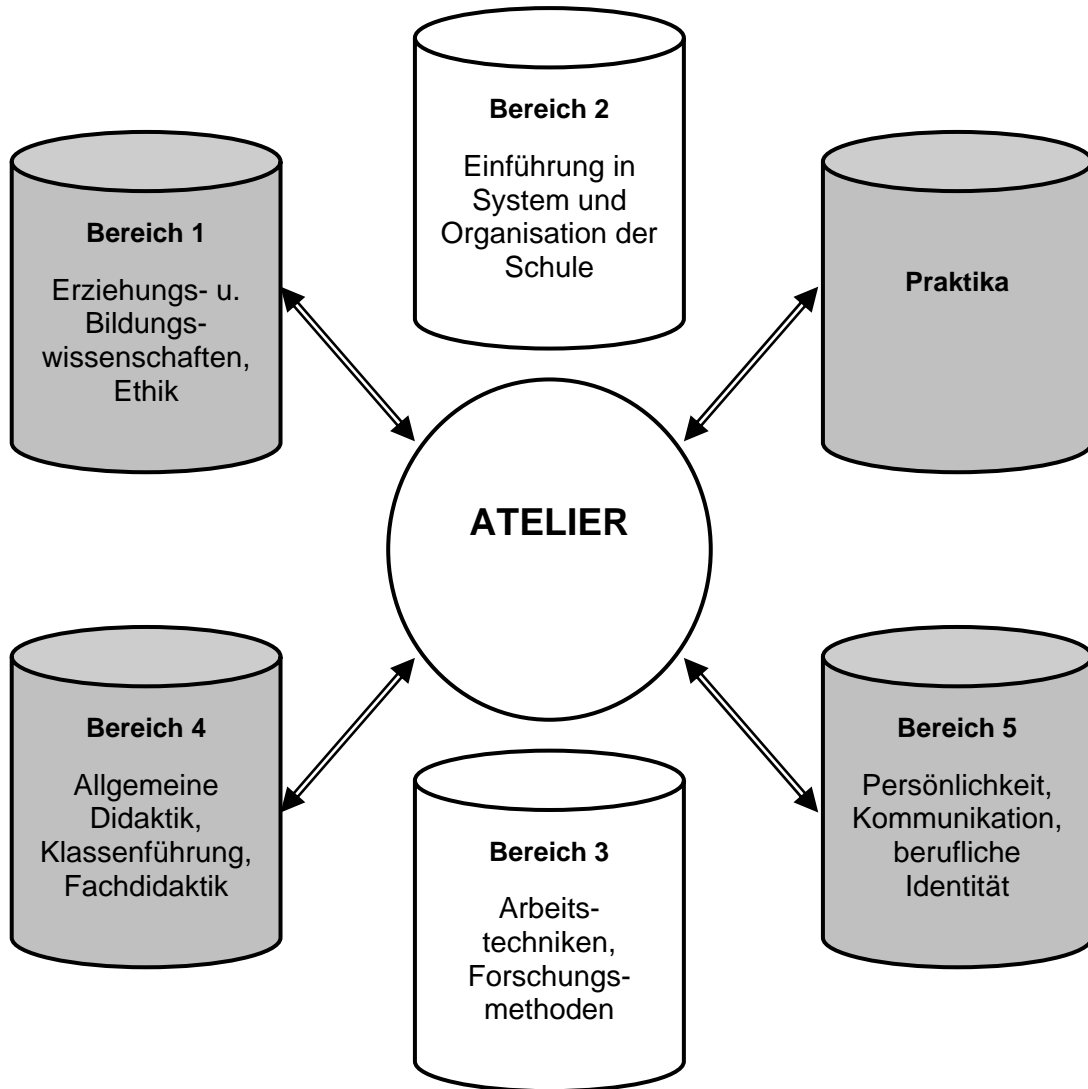 Bereich 2
Einführung in
System und
Organisation der
Schule
Bereich 1
Erziehungs- u.
Bildungs-
wissenschaften,
Ethik
Praktika
ATELIER
Bereich 4
Allgemeine
Didaktik,
Klassenführung,
Fachdidaktik
Bereich 3
Arbeits-
techniken,
Forschungs-
methoden
Bereich 5
Persönlichkeit,
Kommunikation,
berufliche
Identität